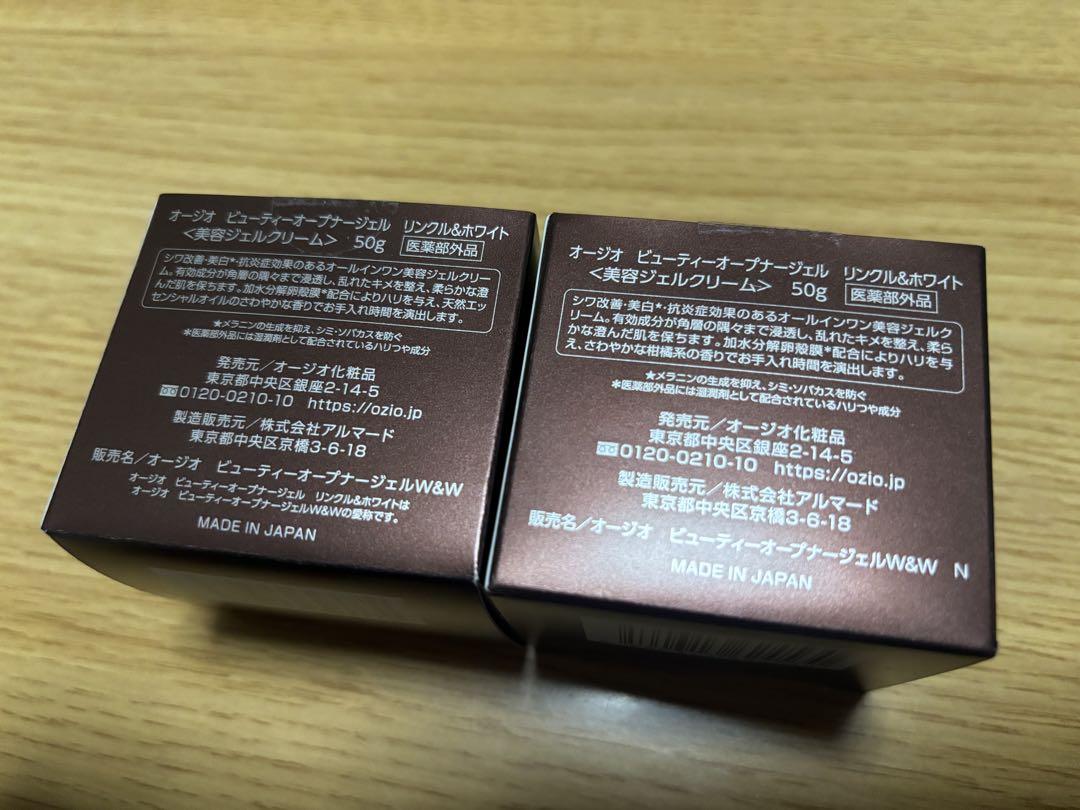 オージオ ビューティーオープナージェル リンクル&ホワイト
<美容ジェルクリーム> 50g 医薬部外品
シワ改善・美白*・抗炎症効果のあるオールインワン美容ジェルクリー
ム。有効成分が角層の隅々まで浸透し、乱れたキメを整え、柔らかな澄
んだ肌を保ちます。加水分解卵殻膜*配合によりハリを与え、天然エッ
センシャルオイルのさわやかな香りでお手入れ時間を演出します。
★メラニンの生成を抑え、シミ・ソバカスを防ぐ
*医薬部外品には湿潤剤として配合されているハリつや成分
発売元/オージオ化粧品
東京都中央区銀座2-14-5
0120-0210-10 https://ozio.jp
製造販売元/株式会社アルマード
東京都中央区京橋3-6-18
販売名/オージオ ビューティーオープナージェルW&W
オージオ ビューティーオープナージェル リンクル&ホワイトは
オージオ ビューティーオープナージェルW&Wの愛称です。
MADE IN JAPAN
オージオ ビューティーオープナージェル リンクル&ホワイト
<美容ジェルクリーム> 50g 医薬部外品
シワ改善・美白*・抗炎症効果のあるオールインワン美容ジェルク
リーム。有効成分が角層の隅々まで浸透し、乱れたキメを整え、柔ら
かな澄んだ肌を保ちます。加水分解卵殻膜*配合によりハリを与
え、さわやかな柑橘系の香りでお手入れ時間を演出します。
★メラニンの生成を抑え、シミ・ソバカスを防ぐ
*医薬部外品には湿潤剤として配合されているハリつや成分
発売元/オージオ化粧品
東京都中央区銀座2-14-5
0120-0210-10 https://ozio.jp
製造販売元/株式会社アルマード
東京都中央区京橋3-6-18
販売名/オージオ ビューティーオープナージェルW&W N
MADE IN JAPAN